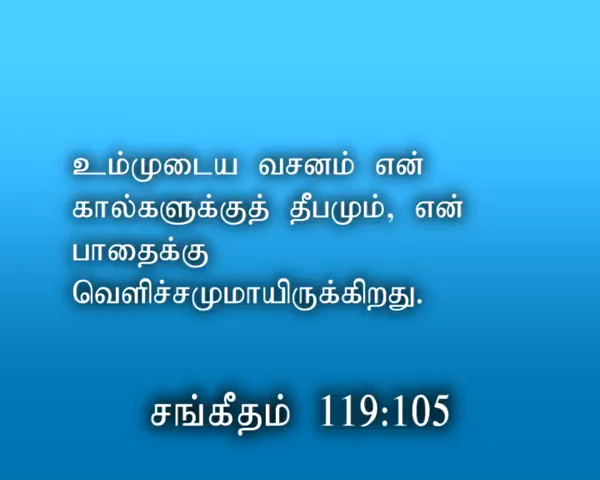 உம்முடைய வசனம் என்
கால்களுக்குத் தீபமும், என்
பாதைக்கு
வெளிச்சமுமாயிருக்கிறது.
சங்கீதம் 119:105